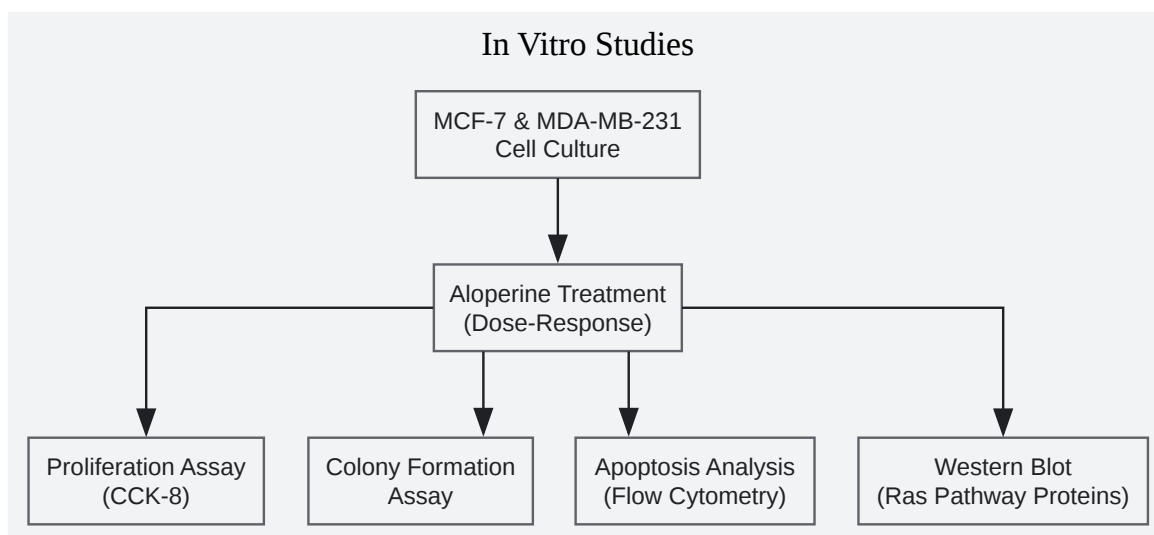 In Vitro Studies
MCF-7 & MDA-MB-231
Cell Culture
Aloperine Treatment
(Dose-Response)
Proliferation Assay
(CCK-8)
Colony Formation
Assay
Apoptosis Analysis
(Flow Cytometry)
Western Blot
(Ras Pathway Proteins)